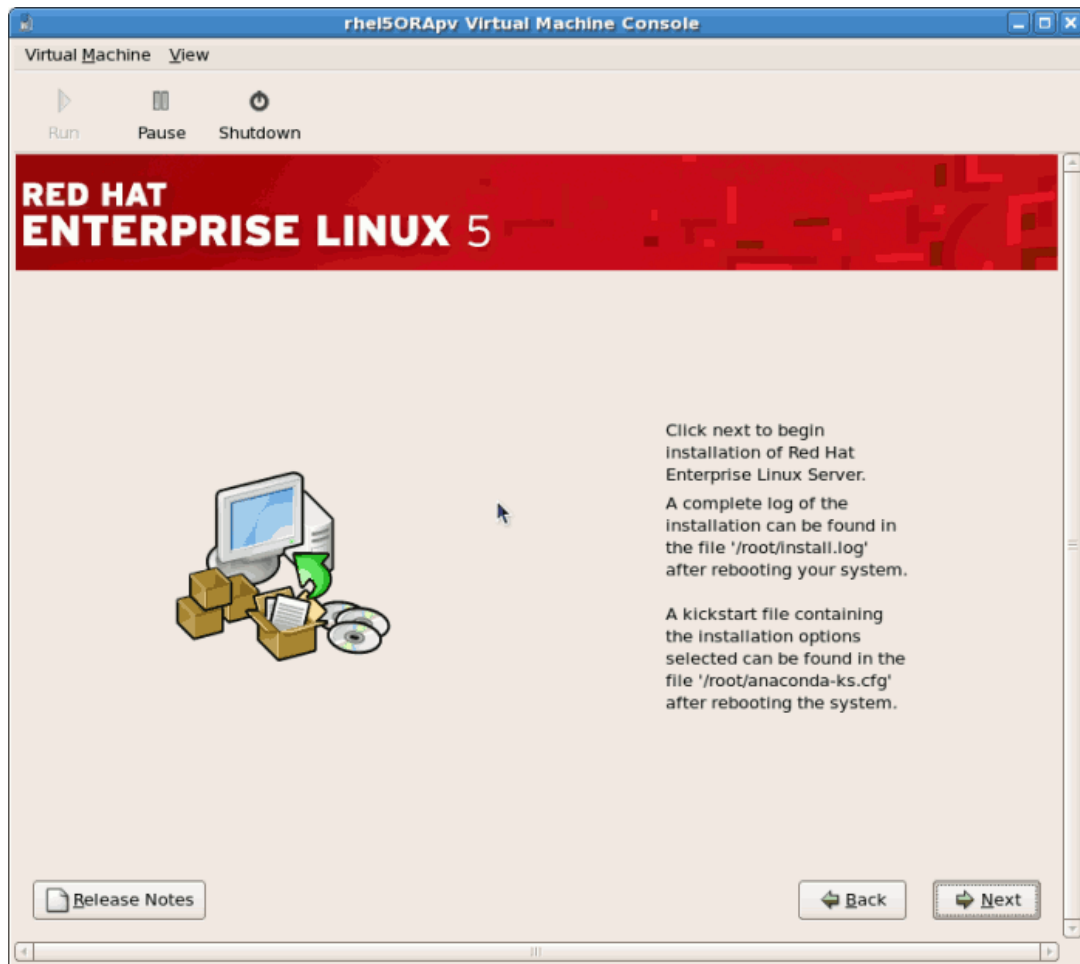 rhel5ORApv Virtual Machine Console
Virtual Machine View
Run Pause Shutdown
RED HAT
ENTERPRISE LINUX 5
Click next to begin
installation of Red Hat
Enterprise Linux Server.
A complete log of the
installation can be found in
the file '/root/install.log'
after rebooting your system.
A kickstart file containing
the installation options
selected can be found in the
file '/root/anaconda-ks.cfg'
after rebooting the system.
Release Notes Back Next